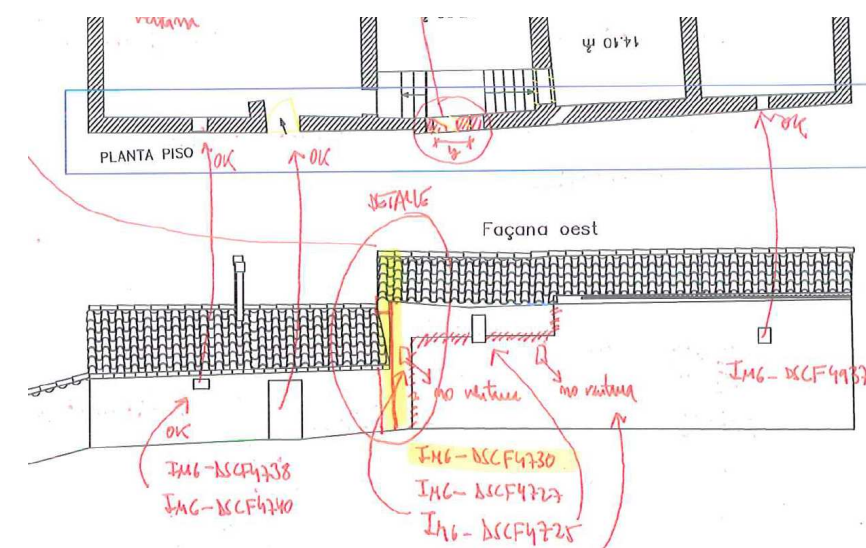 ventana
14.10 m
PLANTA PISO
OK
OK
OK
y
DETALLE
Façana oest
no ventana
no ventana
IMG-DSCF4937
OK
IMG-DSCF4738
IMG-DSCF4740
IMG-DSCF4730
IMG-DSCF4727
IMG-DSCF4725